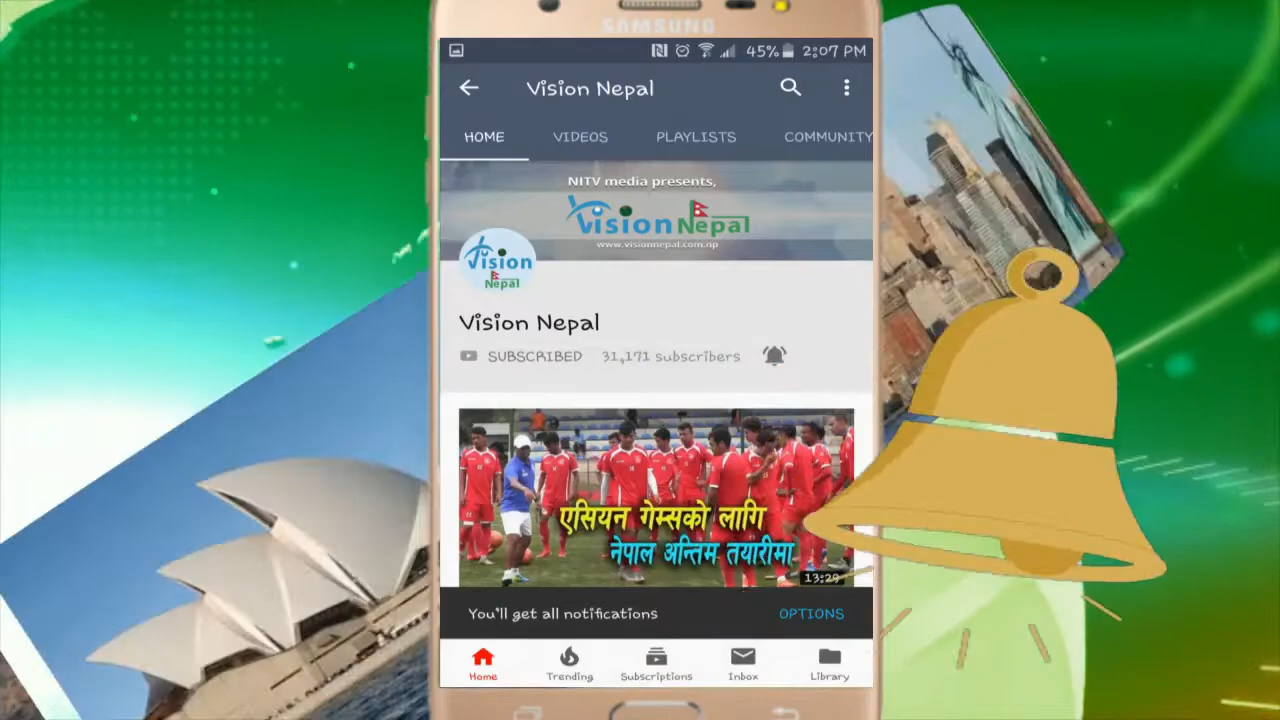 SAMSUNG
45% 2:07 PM
Vision Nepal
HOME VIDEOS PLAYLISTS COMMUNITY
NITV media presents,
Vision Nepal
www.visionnepal.com.np
Vision
Nepal
Vision Nepal
SUBSCRIBED 31,171 subscribers
एसियन गेम्सको लागि
नेपाल अन्तिम तयारीमा
13:29
You'll get all notifications OPTIONS
Home Trending Subscriptions Inbox Library